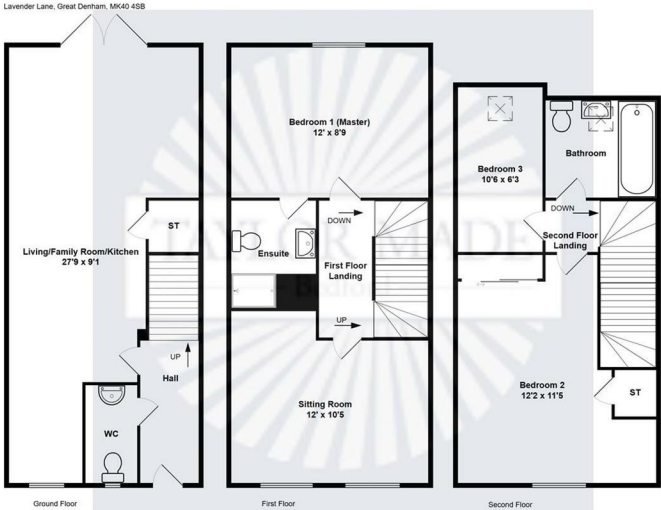 Lavender Lane, Great Denham, MK40 4SB
Living/Family Room/Kitchen
27'9 x 9'1
ST
UP
Hall
WC
Ground Floor
Bedroom 1 (Master)
12' x 8'9
DOWN
Ensuite
First Floor
Landing
UP
Sitting Room
12' x 10'5
First Floor
Bedroom 3
10'6 x 6'3
Bathroom
DOWN
Second Floor
Landing
Bedroom 2
12'2 x 11'5
ST
Second Floor
TAYLOR MADE
Bedford